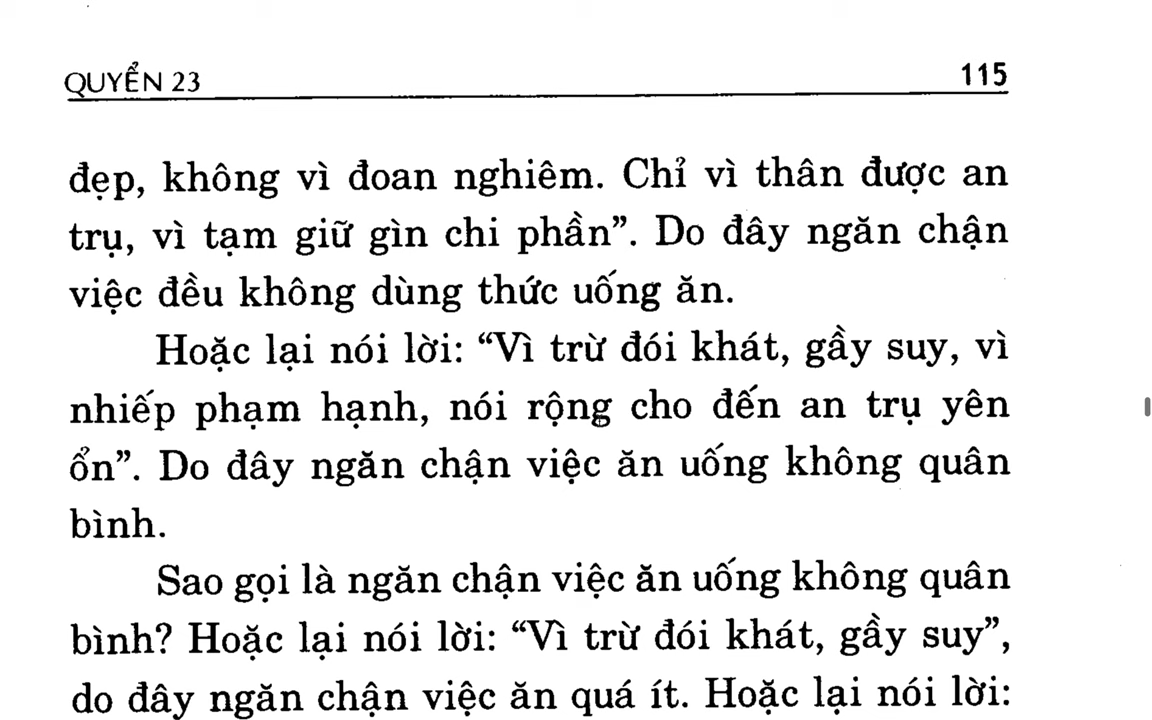 QUYỂN 23 115
đẹp, không vì đoan nghiêm. Chỉ vì thân được an
trụ, vì tạm giữ gìn chi phần”. Do đây ngăn chận
việc đều không dùng thức uống ăn.
Hoặc lại nói lời: “Vì trừ đói khát, gầy suy, vì
nhiếp phạm hạnh, nói rộng cho đến an trụ yên
ổn”. Do đây ngăn chận việc ăn uống không quân
bình.
Sao gọi là ngăn chận việc ăn uống không quân
bình? Hoặc lại nói lời: “Vì trừ đói khát, gầy suy”,
do đây ngăn chận việc ăn quá ít. Hoặc lại nói lời: